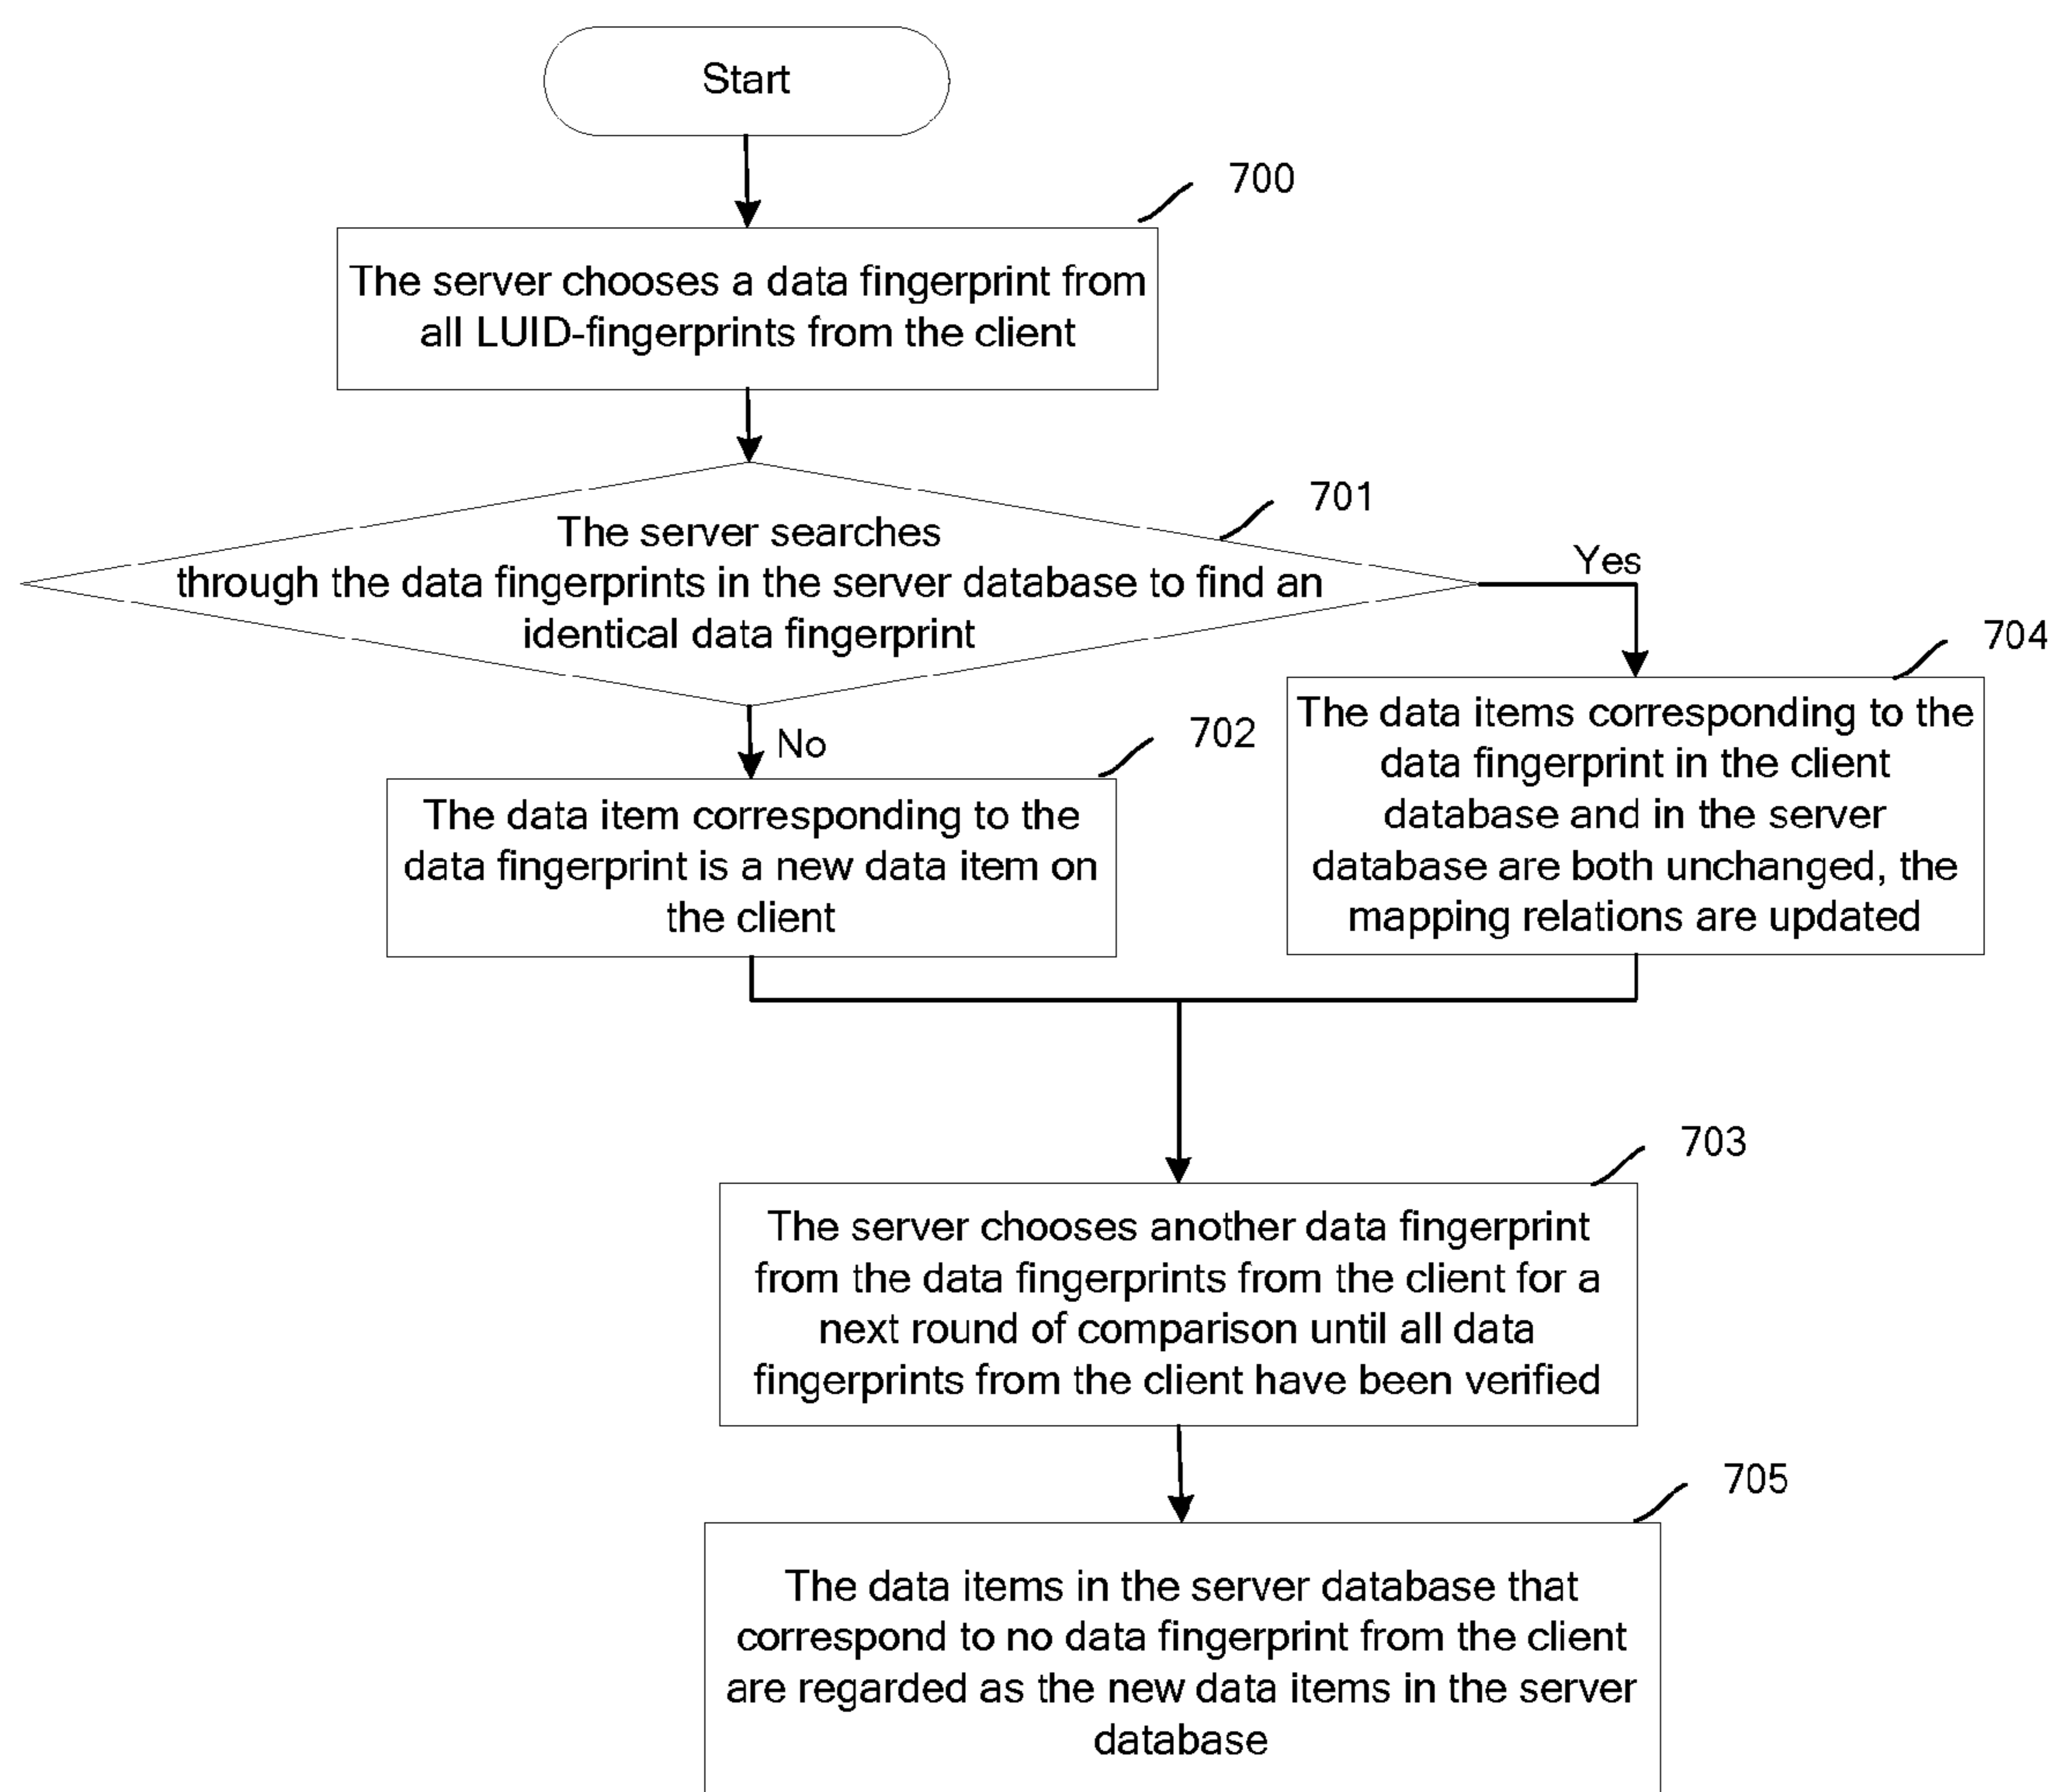 Start
700
The server chooses a data fingerprint from
all LUID-fingerprints from the client
701
The server searches
through the data fingerprints in the server database to find an
identical data fingerprint
Yes
No
702
The data item corresponding to the
data fingerprint is a new data item on
the client
704
The data items corresponding to the
data fingerprint in the client
database and in the server
database are both unchanged, the
mapping relations are updated
703
The server chooses another data fingerprint
from the data fingerprints from the client for a
next round of comparison until all data
fingerprints from the client have been verified
705
The data items in the server database that
correspond to no data fingerprint from the client
are regarded as the new data items in the server
database